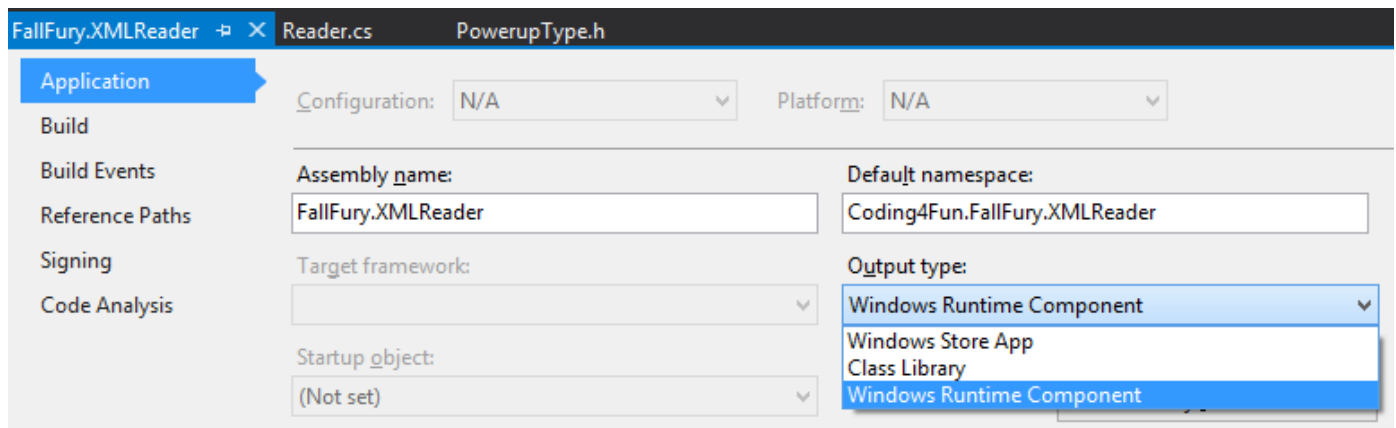 FallFury.XMLReader Reader.cs PowerupType.h
Application
Build
Build Events
Reference Paths
Signing
Code Analysis
Configuration: N/A Platform: N/A
Assembly name: Default namespace:
FallFury.XMLReader Coding4Fun.FallFury.XMLReader
Target framework: Output type:
Windows Runtime Component
Windows Store App
Class Library
Windows Runtime Component
Startup object:
(Not set)